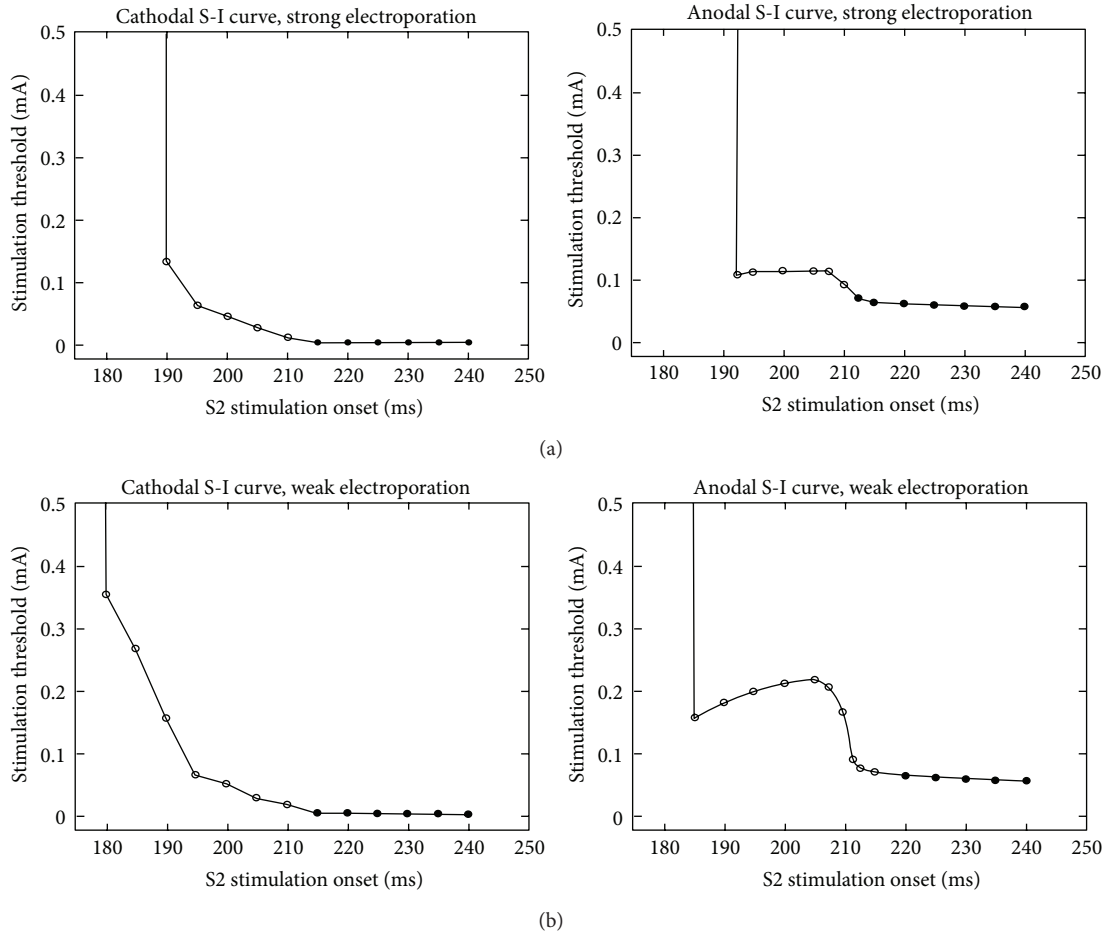 Cathodal S-I curve, strong electroporation
0.5
0.4
0.3
0.2
0.1
0
Stimulation threshold (mA)
180 190 200 210 220 230 240 250
S2 stimulation onset (ms)
Anodal S-I curve, strong electroporation
0.5
0.4
0.3
0.2
0.1
0
Stimulation threshold (mA)
180 190 200 210 220 230 240 250
S2 stimulation onset (ms)
(a)
Cathodal S-I curve, weak electroporation
0.5
0.4
0.3
0.2
0.1
0
Stimulation threshold (mA)
180 190 200 210 220 230 240 250
S2 stimulation onset (ms)
Anodal S-I curve, weak electroporation
0.5
0.4
0.3
0.2
0.1
0
Stimulation threshold (mA)
180 190 200 210 220 230 240 250
S2 stimulation onset (ms)
(b)